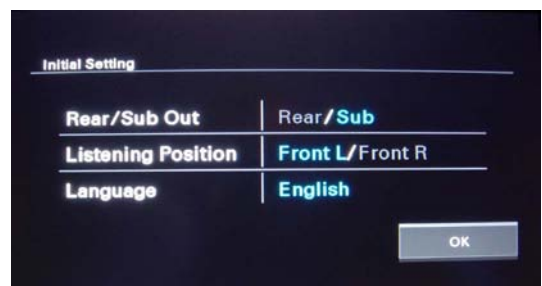 Initial Setting
Rear/Sub Out Rear/Sub
Listening Position Front L/Front R
Language English
OK